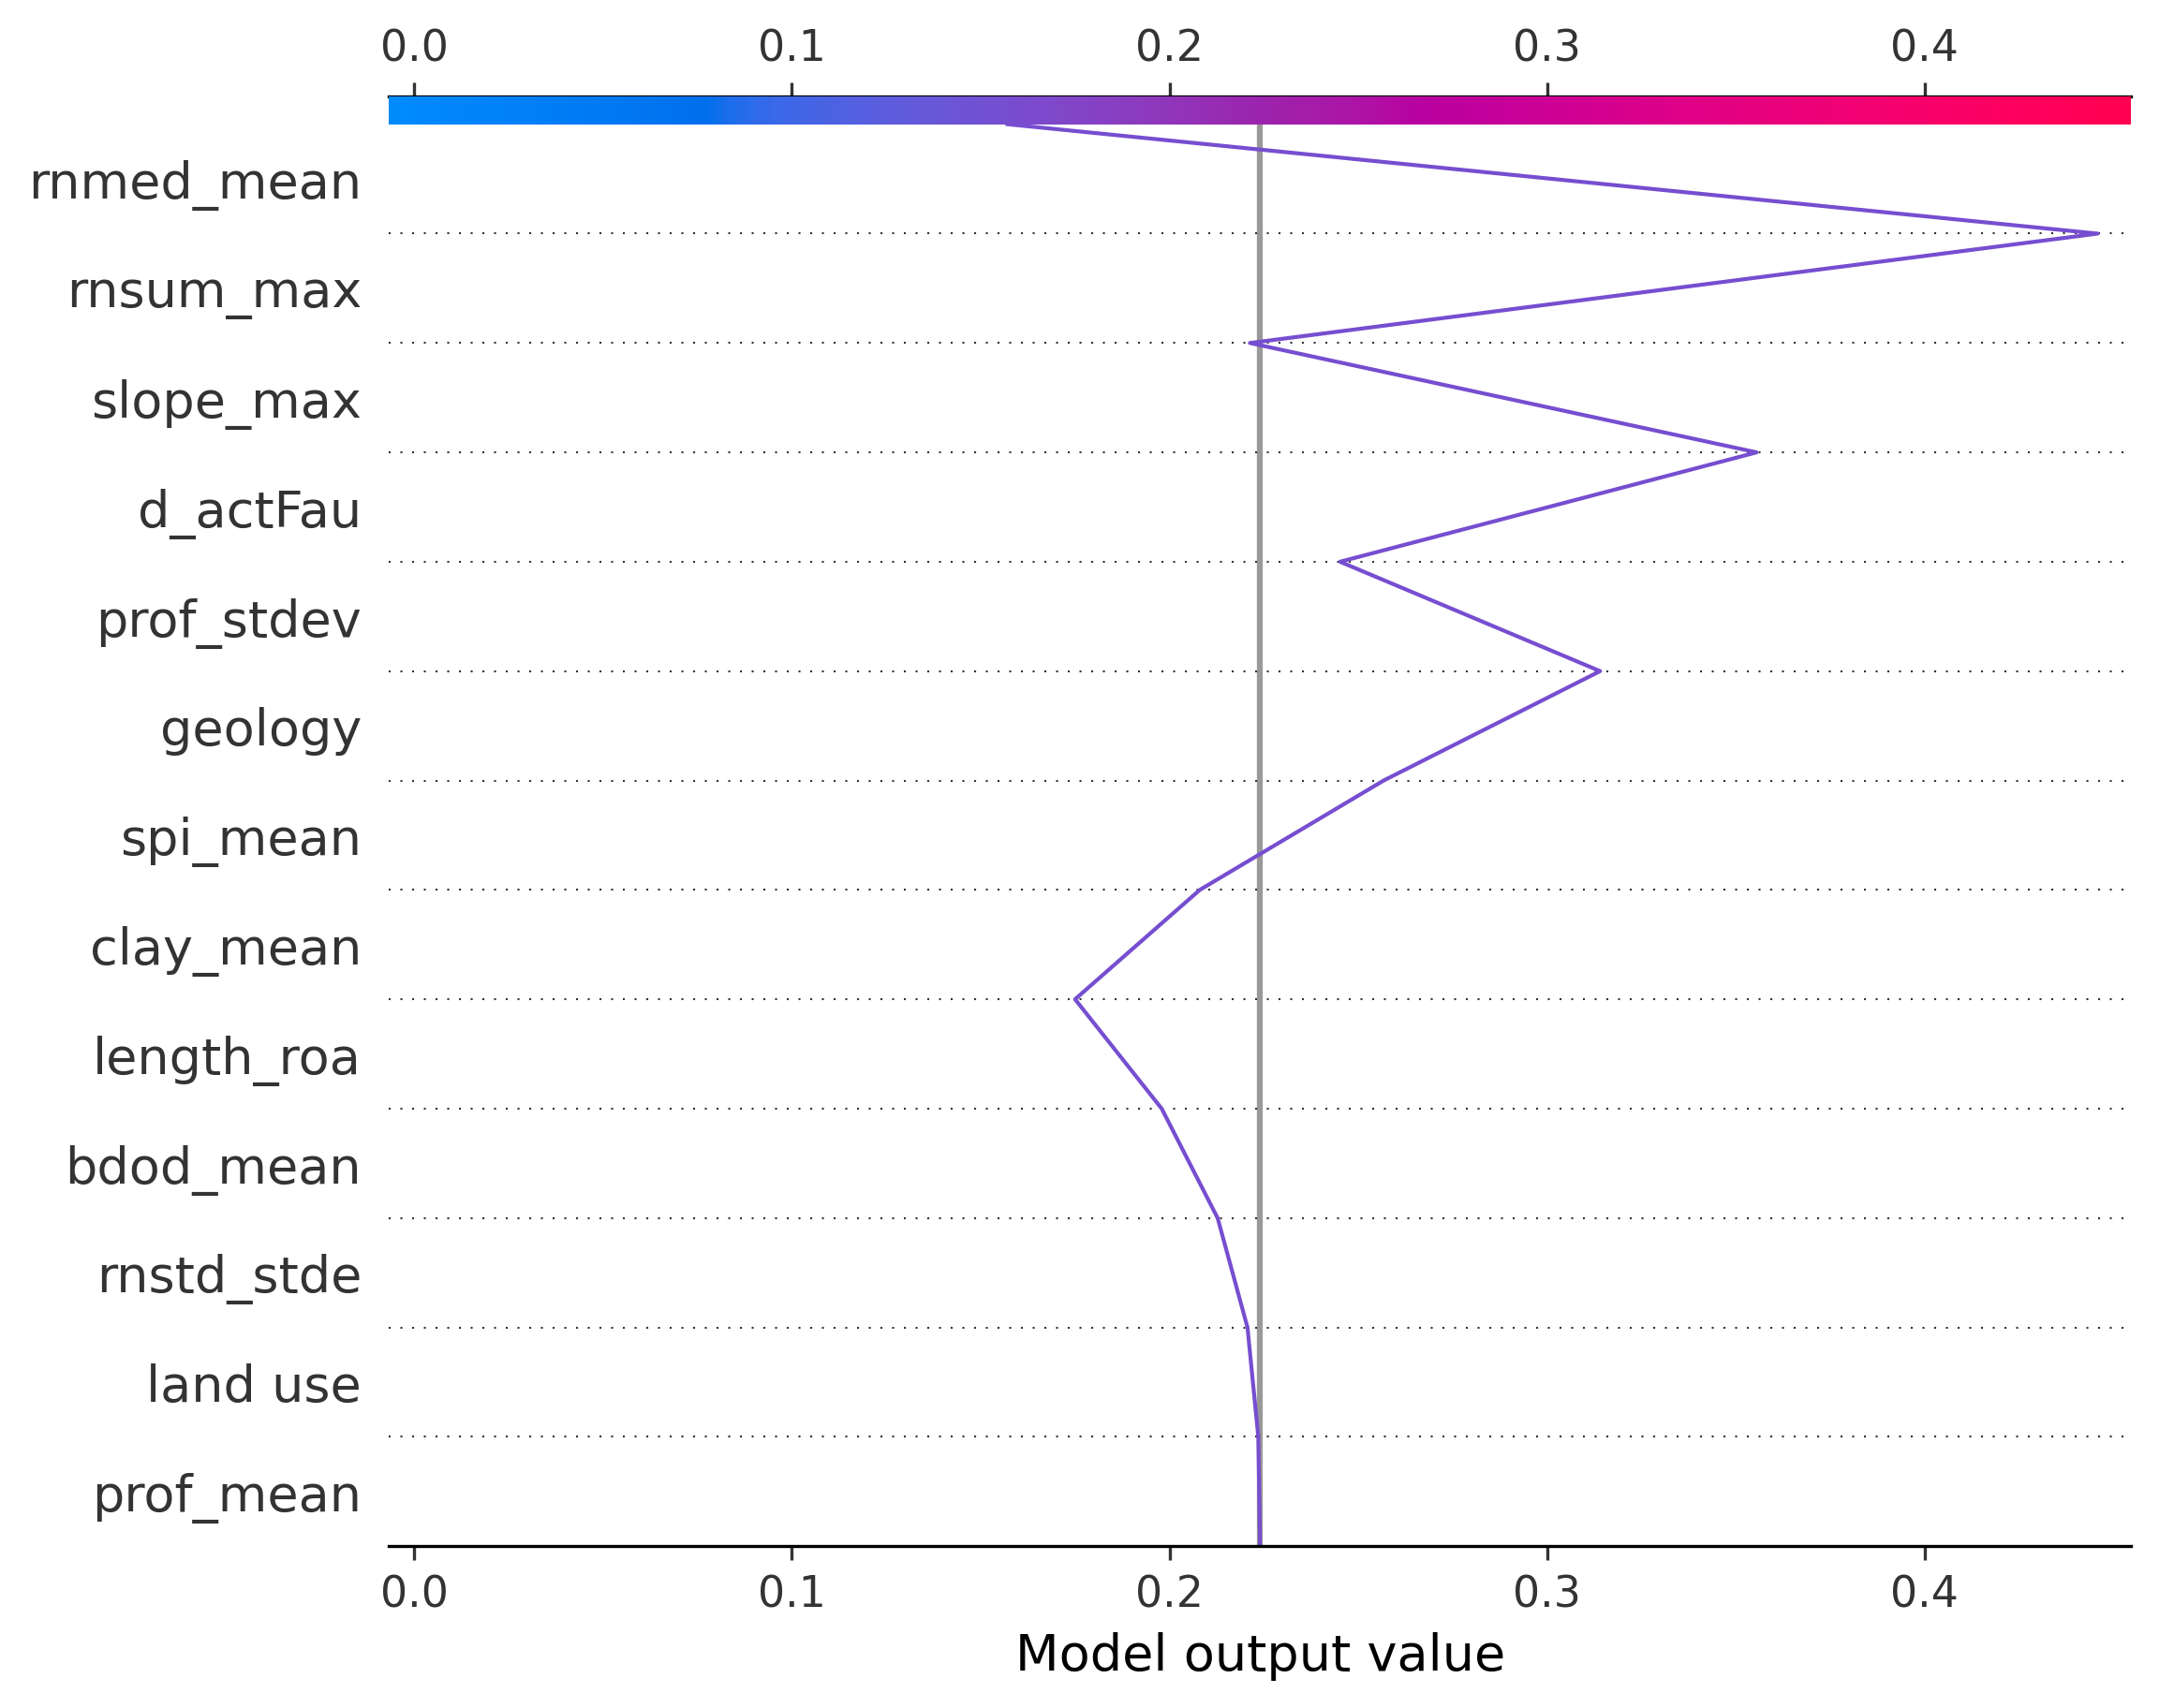 0.0 0.1 0.2 0.3 0.4
rnmed_mean
rnsum_max
slope_max
d_actFau
prof_stdev
geology
spi_mean
clay_mean
length_roa
bdod_mean
rnstd_stde
land use
prof_mean
0.0 0.1 0.2 0.3 0.4
Model output value